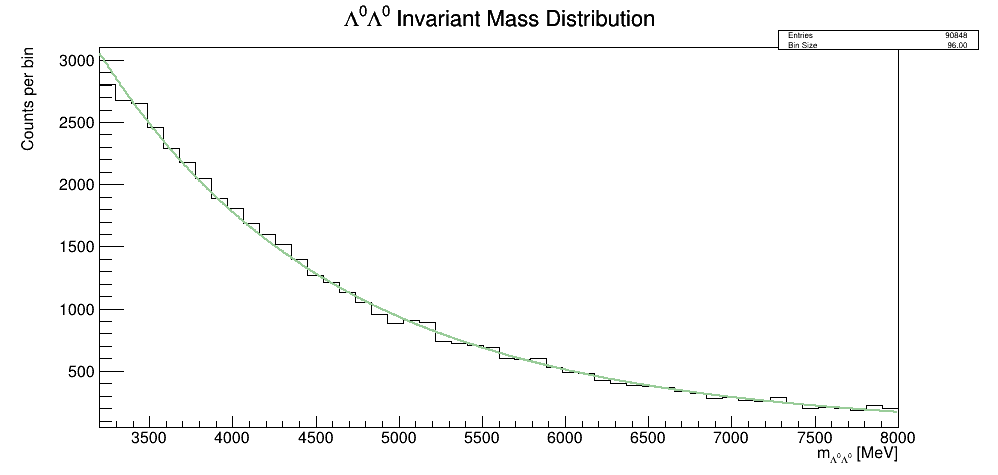 Λ⁰Λ⁰ Invariant Mass Distribution
Entries 90848
Bin Size 96.00
Counts per bin
3000
2500
2000
1500
1000
500
3500 4000 4500 5000 5500 6000 6500 7000 7500 8000
m_Λ⁰Λ⁰ [MeV]